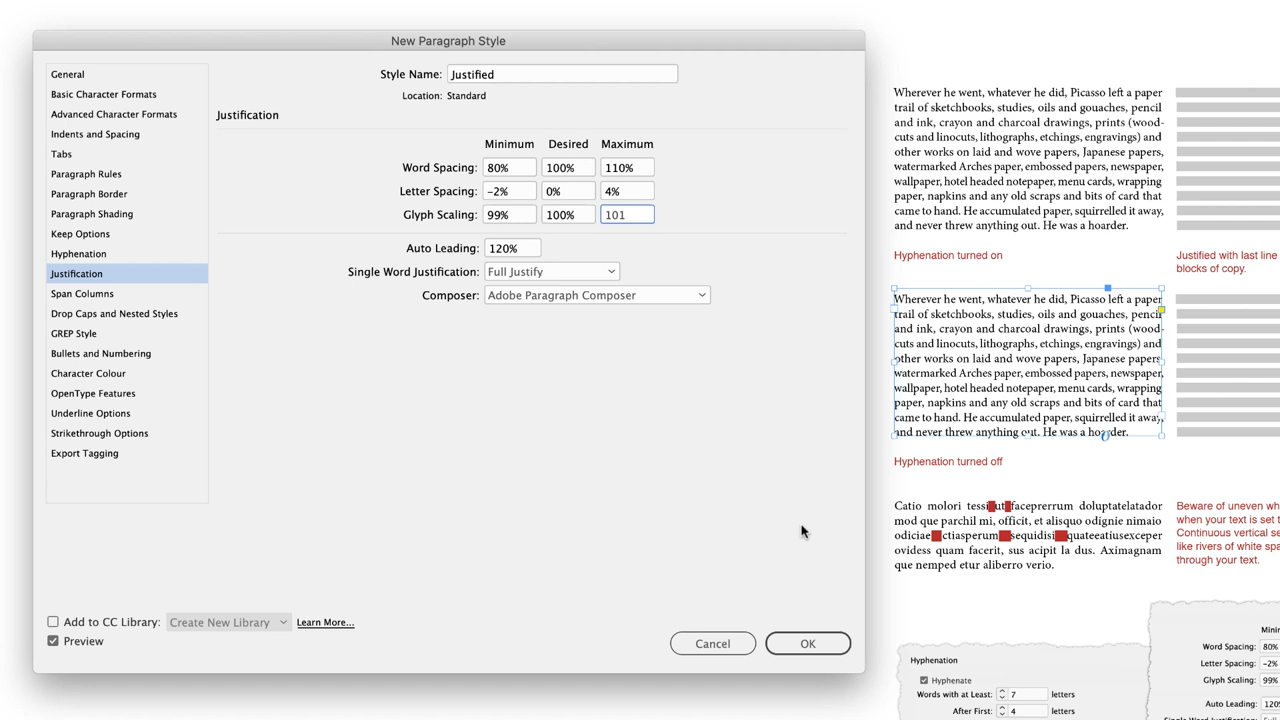 New Paragraph Style
General
Basic Character Formats
Advanced Character Formats
Indents and Spacing
Tabs
Paragraph Rules
Paragraph Border
Paragraph Shading
Keep Options
Hyphenation
Justification
Span Columns
Drop Caps and Nested Styles
GREP Style
Bullets and Numbering
Character Colour
OpenType Features
Underline Options
Strikethrough Options
Export Tagging
Style Name: Justified
Location: Standard
Justification
Minimum Desired Maximum
Word Spacing: 80% 100% 110%
Letter Spacing: -2% 0% 4%
Glyph Scaling: 99% 100% 101
Auto Leading: 120%
Single Word Justification: Full Justify
Composer: Adobe Paragraph Composer
Add to CC Library: Create New Library Learn More...
Preview
Cancel OK
Wherever he went, whatever he did, Picasso left a paper
trail of sketchbooks, studies, oils and gouaches, pencil
and ink, crayon and charcoal drawings, prints (wood-
cuts and linocuts, lithographs, etchings, engravings) and
other works on laid and wove papers, Japanese papers,
watermarked Arches paper, embossed papers, newspaper,
wallpaper, hotel headed notepaper, menu cards, wrapping
paper, napkins and any old scraps and bits of card that
came to hand. He accumulated paper, squirrelled it away,
and never threw anything out. He was a hoarder.
Hyphenation turned on
Justified with last line
blocks of copy.
Wherever he went, whatever he did, Picasso left a paper
trail of sketchbooks, studies, oils and gouaches, pencil
and ink, crayon and charcoal drawings, prints (wood-
cuts and linocuts, lithographs, etchings, engravings) and
other works on laid and wove papers, Japanese papers,
watermarked Arches paper, embossed papers, newspaper,
wallpaper, hotel headed notepaper, menu cards, wrapping
paper, napkins and any old scraps and bits of card that
came to hand. He accumulated paper, squirrelled it away,
and never threw anything out. He was a hoarder.
Hyphenation turned off
Catio molori tessi ut faceprerrum doluptatelatador
mod que parchil mi, officit, et alisquo odignie nimaio
odiciae ctiasperum sequidisi quateeatiusexceper
ovidess quam facerit, sus acipit la dus. Aximagnam
que nemped etur aliberro verio.
Beware of uneven wh
when your text is set t
Continuous vertical se
like rivers of white spa
through your text.
Hyphenation
Hyphenate
Words with at Least: 7 letters
After First: 4 letters
Minir
Word Spacing: 80%
Letter Spacing: -2%
Glyph Scaling: 99%
Auto Leading: 120